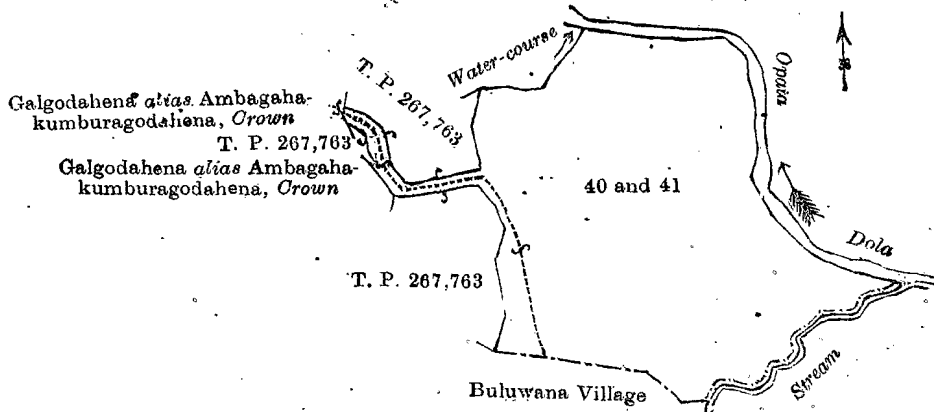 Water-course
T. P. 267,763
Galgodahena alias Ambagaha-
kumburagodahena, Crown
T. P. 267,763
Galgodahena alias Ambagaha-
kumburagodahena, Crown
40 and 41
Opata
Dola
T. P. 267,763
Stream
Buluwana Village